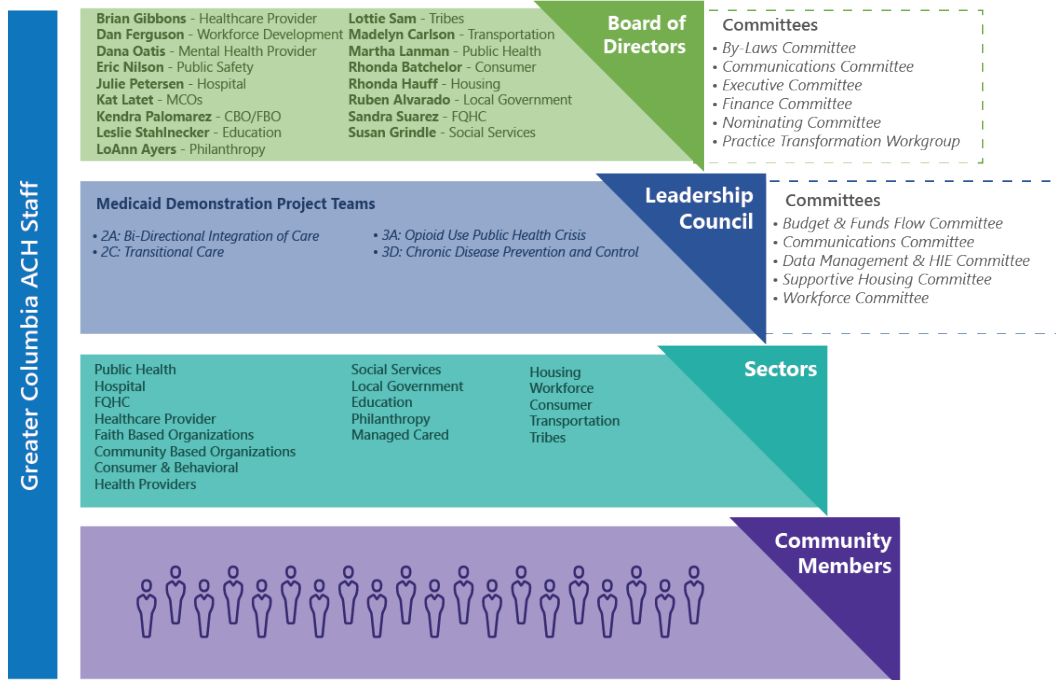 Greater Columbia ACH Staff
Brian Gibbons - Healthcare Provider
Dan Ferguson - Workforce Development
Dana Oatis - Mental Health Provider
Eric Nilson - Public Safety
Julie Petersen - Hospital
Kat Latet - MCOs
Kendra Palomarez - CBO/FBO
Leslie Stahlnecker - Education
LoAnn Ayers - Philanthropy
Lottie Sam - Tribes
Madelyn Carlson - Transportation
Martha Lanman - Public Health
Rhonda Batchelor - Consumer
Rhonda Hauff - Housing
Ruben Alvarado - Local Government
Sandra Suarez - FQHC
Susan Grindle - Social Services
Board of
Directors
Committees
• By-Laws Committee
• Communications Committee
• Executive Committee
• Finance Committee
• Nominating Committee
• Practice Transformation Workgroup
Medicaid Demonstration Project Teams
• 2A: Bi-Directional Integration of Care
• 2C: Transitional Care
• 3A: Opioid Use Public Health Crisis
• 3D: Chronic Disease Prevention and Control
Leadership
Council
Committees
• Budget & Funds Flow Committee
• Communications Committee
• Data Management & HIE Committee
• Supportive Housing Committee
• Workforce Committee
Public Health
Hospital
FQHC
Healthcare Provider
Faith Based Organizations
Community Based Organizations
Consumer & Behavioral
Health Providers
Social Services
Local Government
Education
Philanthropy
Managed Cared
Housing
Workforce
Consumer
Transportation
Tribes
Sectors
Community
Members